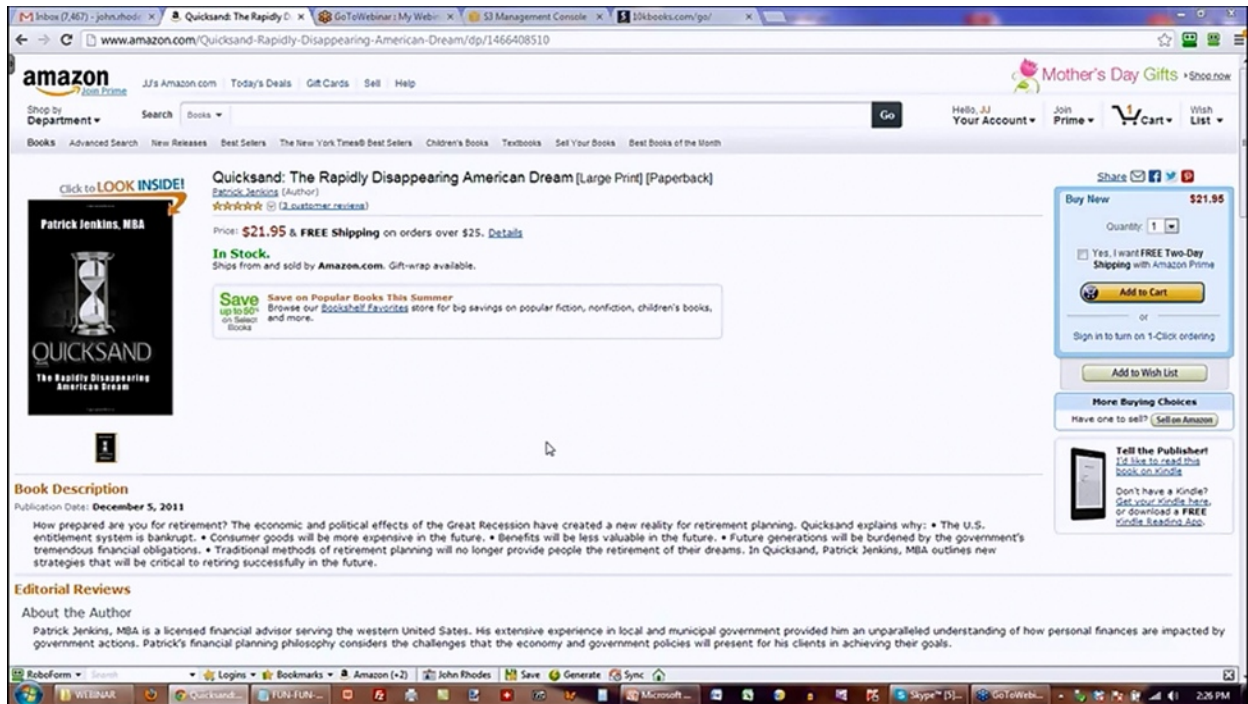 Inbox (7,467) - john.rhode
Quicksand: The Rapidly D
GoToWebinar : My Webin
S3 Management Console
10kbooks.com/go/
www.amazon.com/Quicksand-Rapidly-Disappearing-American-Dream/dp/1466408510
amazon
Join Prime
JJ's Amazon.com Today's Deals Gift Cards Sell Help
Mother's Day Gifts Shop now
Shop by
Department
Search Books Go
Hello, JJ
Your Account
Join
Prime
1
Cart
Wish
List
Books Advanced Search New Releases Best Sellers The New York Times® Best Sellers Children's Books Textbooks Sell Your Books Best Books of the Month
Click to LOOK INSIDE!
Patrick Jenkins, MBA
QUICKSAND
The Rapidly Disappearing
American Dream
Quicksand: The Rapidly Disappearing American Dream [Large Print] [Paperback]
Patrick Jenkins (Author)
(3 customer reviews)
Price: $21.95 & FREE Shipping on orders over $25. Details
In Stock.
Ships from and sold by Amazon.com. Gift-wrap available.
Save
up to 50%
on Select
Books
Save on Popular Books This Summer
Browse our Bookshelf Favorites store for big savings on popular fiction, nonfiction, children's books,
and more.
Share
Buy New $21.95
Quantity: 1
Yes, I want FREE Two-Day
Shipping with Amazon Prime
Add to Cart
or
Sign in to turn on 1-Click ordering
Add to Wish List
More Buying Choices
Have one to sell? Sell on Amazon
Tell the Publisher!
I'd like to read this
book on Kindle
Don't have a Kindle?
Get your Kindle here,
or download a FREE
Kindle Reading App.
Book Description
Publication Date: December 5, 2011
How prepared are you for retirement? The economic and political effects of the Great Recession have created a new reality for retirement planning. Quicksand explains why: • The U.S.
entitlement system is bankrupt. • Consumer goods will be more expensive in the future. • Benefits will be less valuable in the future. • Future generations will be burdened by the government's
tremendous financial obligations. • Traditional methods of retirement planning will no longer provide people the retirement of their dreams. In Quicksand, Patrick Jenkins, MBA outlines new
strategies that will be critical to retiring successfully in the future.
Editorial Reviews
About the Author
Patrick Jenkins, MBA is a licensed financial advisor serving the western United Sates. His extensive experience in local and municipal government provided him an unparalleled understanding of how personal finances are impacted by
government actions. Patrick's financial planning philosophy considers the challenges that the economy and government policies will present for his clients in achieving their goals.
RoboForm Search Logins Bookmarks Amazon (+2) John Rhodes Save Generate Sync
WEBINAR Quicksand:... FUN-FUN-... Microsoft ... Skype™ [5]... GoToWebi... 2:26 PM